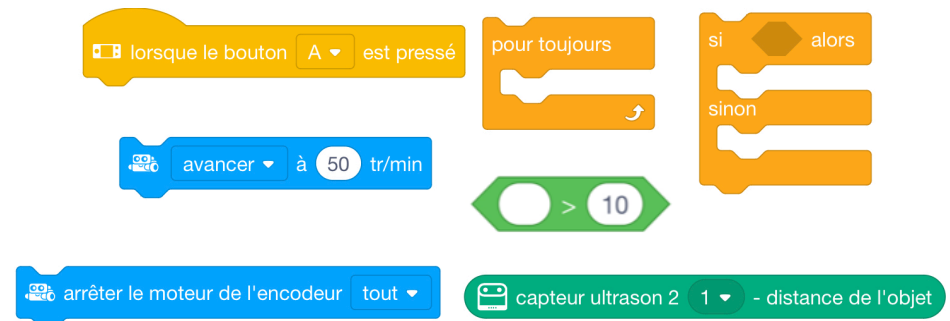 lorsque le bouton A est pressé
pour toujours
si alors
sinon
avancer à 50 tr/min
> 10
arrêter le moteur de l'encodeur tout
capteur ultrason 2 1 - distance de l'objet